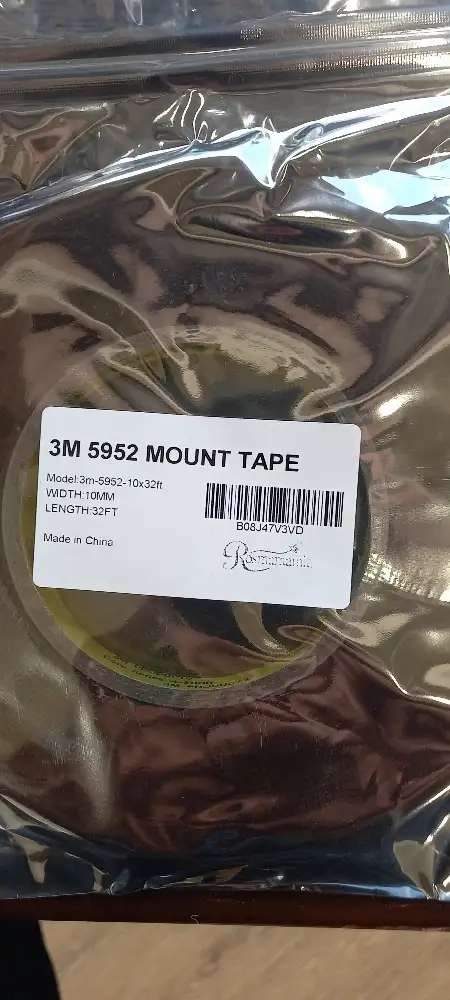 3M 5952 MOUNT TAPE
Model:3m-5952-10x32ft
WIDTH:10MM
LENGTH:32FT
B08J47V3VD
Made in China